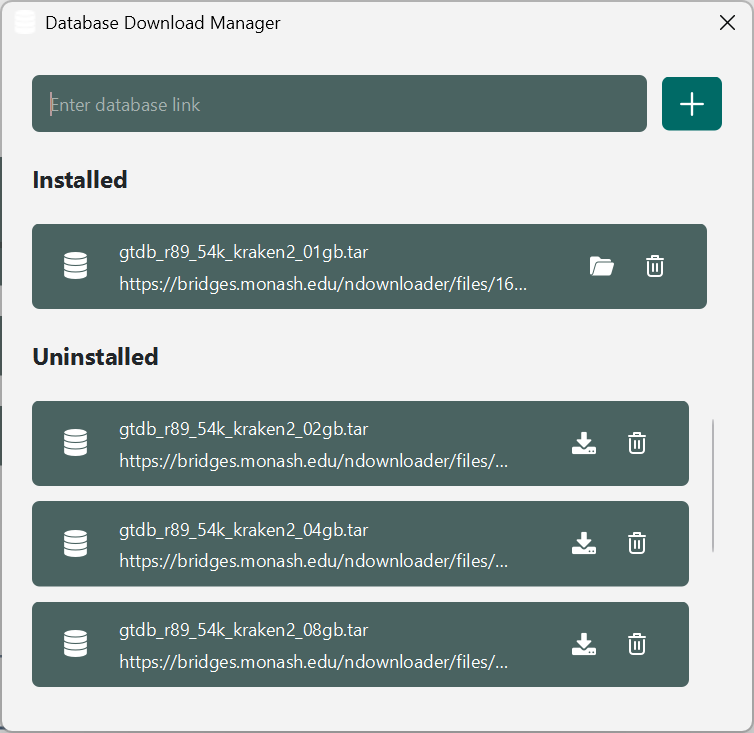 Database Download Manager
Enter database link
Installed
gtdb_r89_54k_kraken2_01gb.tar
https://bridges.monash.edu/ndownloader/files/16...
Uninstalled
gtdb_r89_54k_kraken2_02gb.tar
https://bridges.monash.edu/ndownloader/files/...
gtdb_r89_54k_kraken2_04gb.tar
https://bridges.monash.edu/ndownloader/files/...
gtdb_r89_54k_kraken2_08gb.tar
https://bridges.monash.edu/ndownloader/files/...